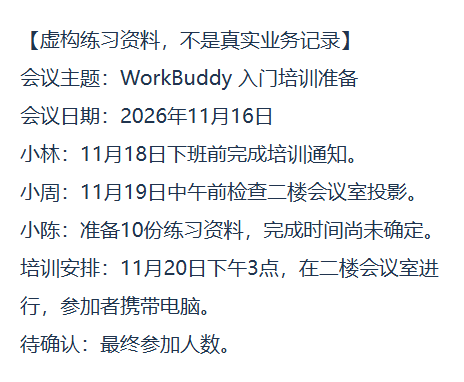 【虚构练习资料，不是真实业务记录】
会议主题：WorkBuddy 入门培训准备
会议日期：2026年11月16日
小林：11月18日下班前完成培训通知。
小周：11月19日中午前检查二楼会议室投影。
小陈：准备10份练习资料，完成时间尚未确定。
培训安排：11月20日下午3点，在二楼会议室进
行，参加者携带电脑。
待确认：最终参加人数。